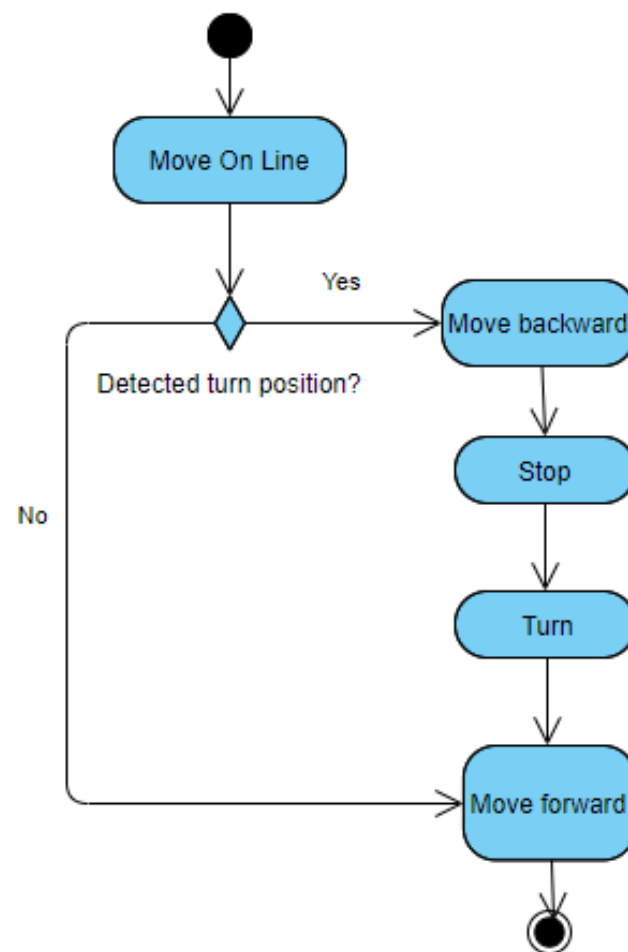 Move On Line
Yes
Move backward
Detected turn position?
Stop
No
Turn
Move forward